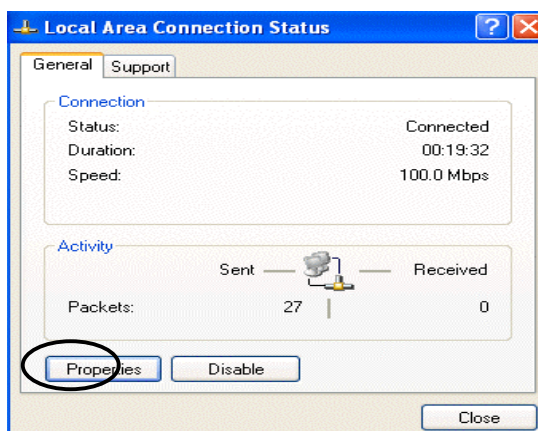 Local Area Connection Status
General Support
Connection
Status: Connected
Duration: 00:19:32
Speed: 100.0 Mbps
Activity
Sent Received
Packets: 27 0
Properties Disable
Close